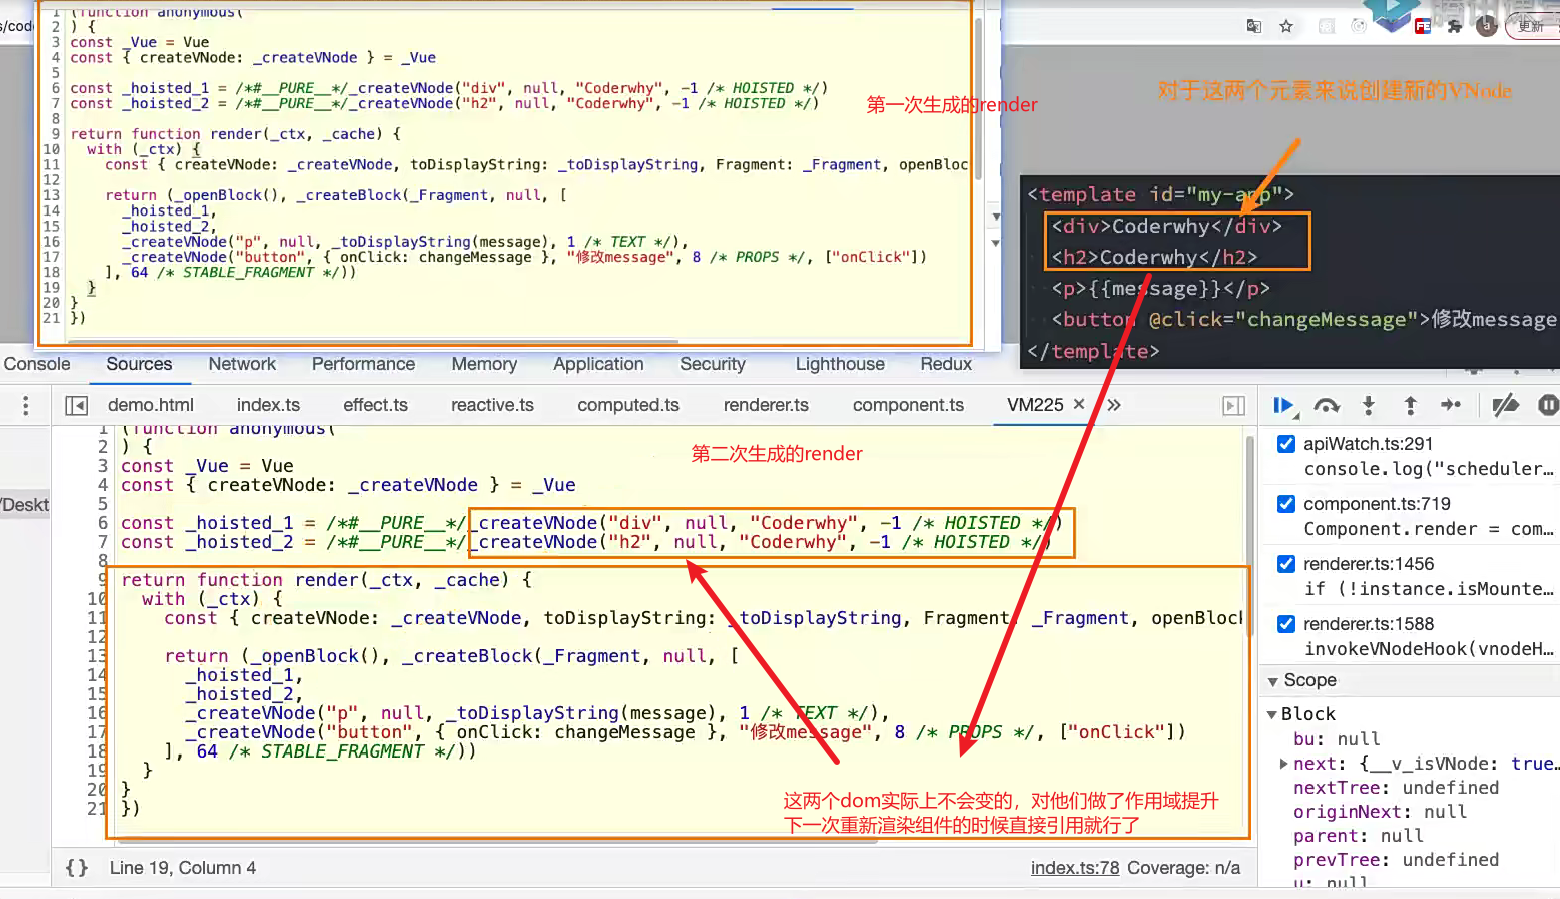 1 (function anonymous(
2 ) {
3 const _Vue = Vue
4 const { createVNode: _createVNode } = _Vue
5
6 const _hoisted_1 = /*#__PURE__*/_createVNode("div", null, "Coderwhy", -1 /* HOISTED */)
7 const _hoisted_2 = /*#__PURE__*/_createVNode("h2", null, "Coderwhy", -1 /* HOISTED */)
8
9 return function render(_ctx, _cache) {
10 with (_ctx) {
11 const { createVNode: _createVNode, toDisplayString: _toDisplayString, Fragment: _Fragment, openBloc
12
13 return (_openBlock(), _createBlock(_Fragment, null, [
14 _hoisted_1,
15 _hoisted_2,
16 _createVNode("p", null, _toDisplayString(message), 1 /* TEXT */),
17 _createVNode("button", { onClick: changeMessage }, "修改message", 8 /* PROPS */, ["onClick"])
18 ], 64 /* STABLE_FRAGMENT */))
19 }
20 }
21 })
第一次生成的render
s/code
FE
a
更新
对于这两个元素来说创建新的VNode
<template id="my-app">
<div>Coderwhy</div>
<h2>Coderwhy</h2>
<p>{{message}}</p>
<button @click="changeMessage">修改message
</template>
Console Sources Network Performance Memory Application Security Lighthouse Redux
demo.html index.ts effect.ts reactive.ts computed.ts renderer.ts component.ts VM225 × »
/Deskt
1 (function anonymous(
2 ) {
3 const _Vue = Vue
4 const { createVNode: _createVNode } = _Vue
5
6 const _hoisted_1 = /*#__PURE__*/_createVNode("div", null, "Coderwhy", -1 /* HOISTED */)
7 const _hoisted_2 = /*#__PURE__*/_createVNode("h2", null, "Coderwhy", -1 /* HOISTED */)
8
9 return function render(_ctx, _cache) {
10 with (_ctx) {
11 const { createVNode: _createVNode, toDisplayString: _toDisplayString, Fragment: _Fragment, openBlock
12
13 return (_openBlock(), _createBlock(_Fragment, null, [
14 _hoisted_1,
15 _hoisted_2,
16 _createVNode("p", null, _toDisplayString(message), 1 /* TEXT */),
17 _createVNode("button", { onClick: changeMessage }, "修改message", 8 /* PROPS */, ["onClick"])
18 ], 64 /* STABLE_FRAGMENT */))
19 }
20 }
21 })
第二次生成的render
这两个dom实际上不会变的，对他们做了作用域提升
下一次重新渲染组件的时候直接引用就行了
{} Line 19, Column 4 index.ts:78 Coverage: n/a
apiWatch.ts:291
console.log("scheduler…
component.ts:719
Component.render = com…
renderer.ts:1456
if (!instance.isMounte…
renderer.ts:1588
invokeVNodeHook(vnodeH…
Scope
Block
bu: null
next: {__v_isVNode: true…
nextTree: undefined
originNext: null
parent: null
prevTree: undefined
u: null